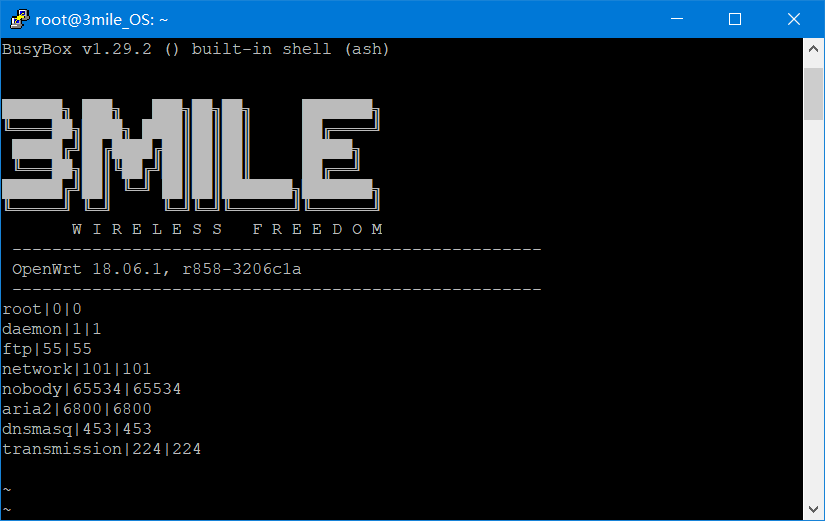 root@3mile_OS: ~
BusyBox v1.29.2 () built-in shell (ash)
3MILE
W I R E L E S S   F R E E D O M
-----------------------------------------------------
OpenWrt 18.06.1, r858-3206c1a
-----------------------------------------------------
root|0|0
daemon|1|1
ftp|55|55
network|101|101
nobody|65534|65534
aria2|6800|6800
dnsmasq|453|453
transmission|224|224
~
~